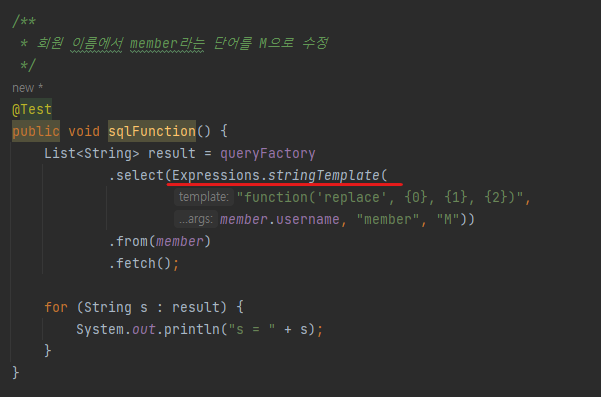 /**
 * 회원 이름에서 member라는 단어를 M으로 수정
 */
new *
@Test
public void sqlFunction() {
    List<String> result = queryFactory
            .select(Expressions.stringTemplate(
                    template: "function('replace', {0}, {1}, {2})",
                    ...args: member.username, "member", "M"))
            .from(member)
            .fetch();
    for (String s : result) {
        System.out.println("s = " + s);
    }
}